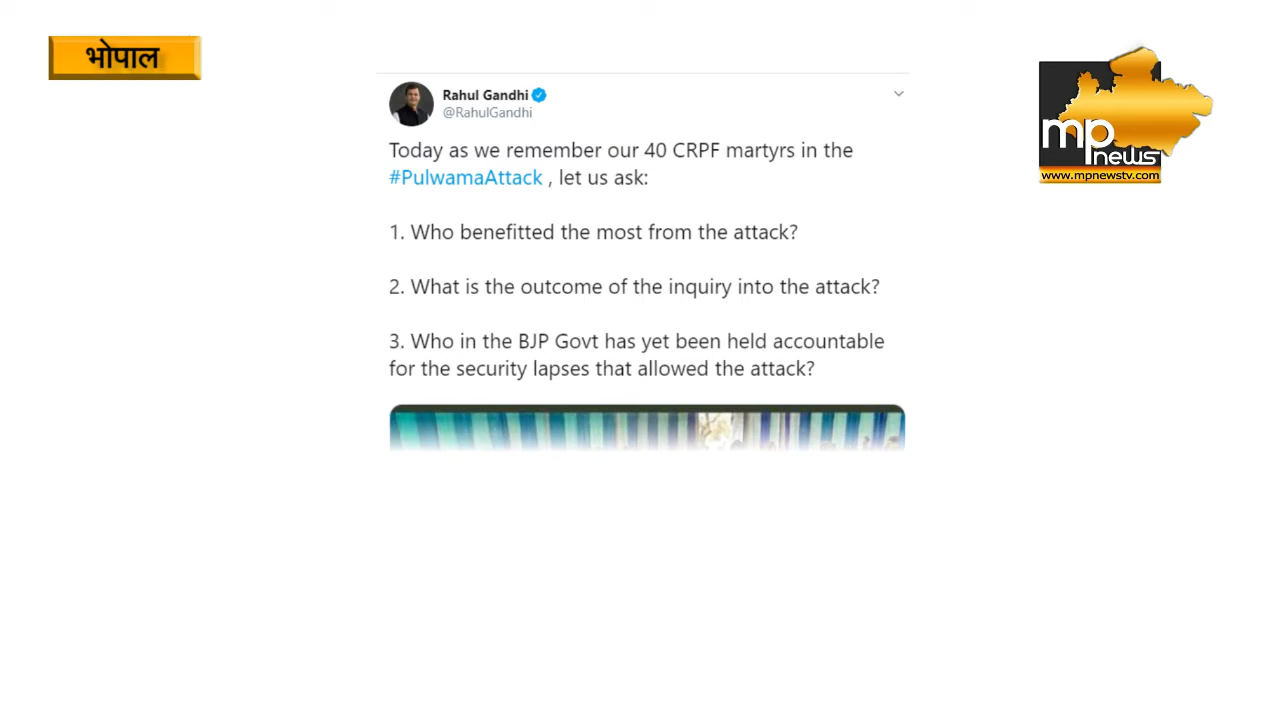 भोपाल
Rahul Gandhi
@RahulGandhi
Today as we remember our 40 CRPF martyrs in the
#PulwamaAttack , let us ask:
1. Who benefitted the most from the attack?
2. What is the outcome of the inquiry into the attack?
3. Who in the BJP Govt has yet been held accountable
for the security lapses that allowed the attack?
mp
news
www.mpnewstv.com